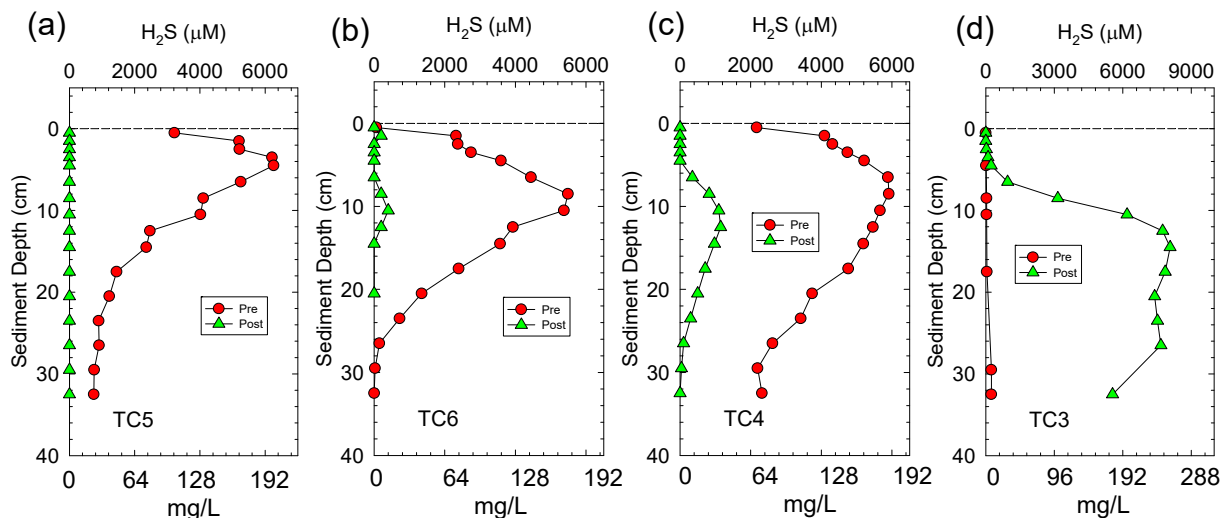 (a)
H₂S (μM)
0 2000 4000 6000
0
10
20
30
40
Sediment Depth (cm)
Pre
Post
TC5
0 64 128 192
mg/L
(b)
H₂S (μM)
0 2000 4000 6000
0
10
20
30
40
Sediment Depth (cm)
Pre
Post
TC6
0 64 128 192
mg/L
(c)
H₂S (μM)
0 2000 4000 6000
0
10
20
30
40
Sediment Depth (cm)
Pre
Post
TC4
0 64 128 192
mg/L
(d)
H₂S (μM)
0 3000 6000 9000
0
10
20
30
40
Sediment Depth (cm)
Pre
Post
TC3
0 96 192 288
mg/L